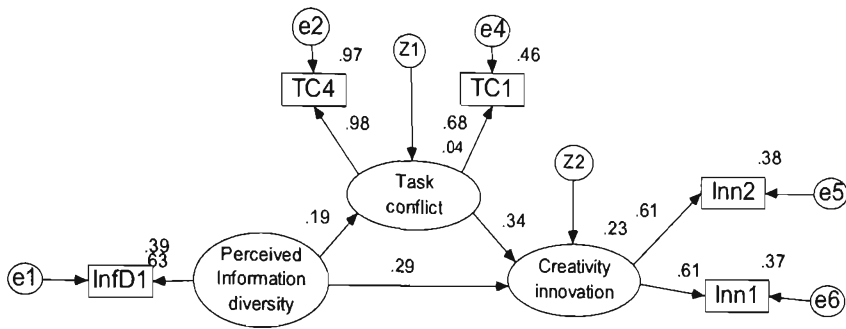 e2
.97
Z1
e4
.46
TC4
TC1
.98
.68
.04
Z2
.38
Task
conflict
Inn2
e5
.19
.34
.61
.23
.39
.63
Perceived
Information
diversity
.29
Creativity
innovation
.37
e1
InfD1
.61
Inn1
e6